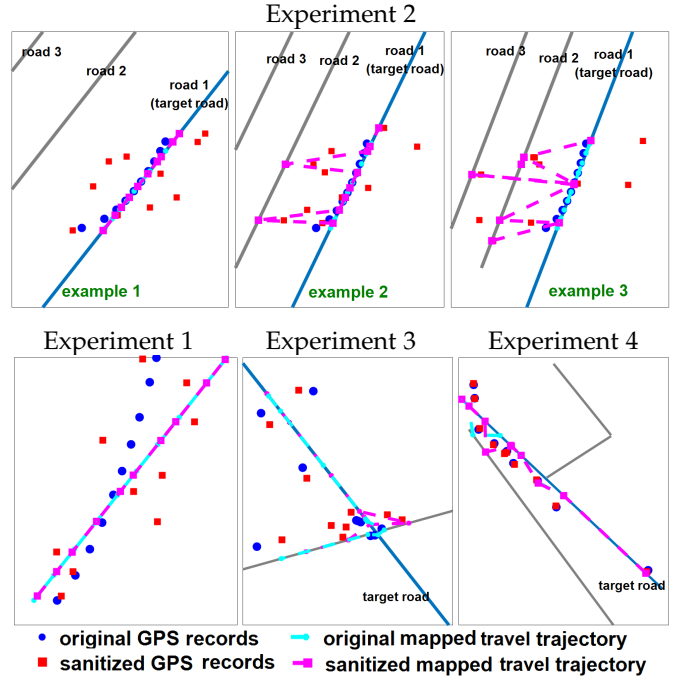 Experiment 2
road 3
road 2
road 1
(target road)
example 1
road 3
road 2
road 1
(target road)
example 2
road 3
road 2
road 1
(target road)
example 3
Experiment 1
Experiment 3
target road
Experiment 4
target road
original GPS records
original mapped travel trajectory
sanitized GPS records
sanitized mapped travel trajectory